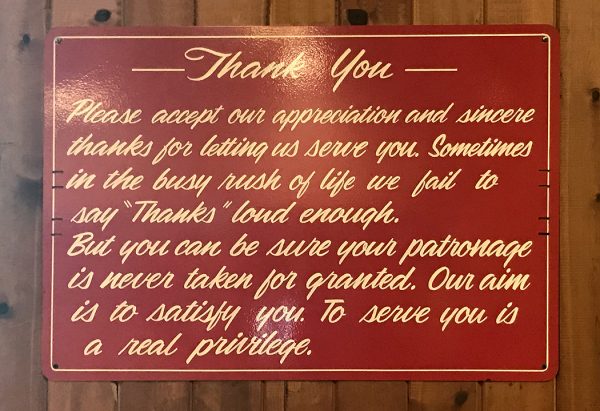 Thank You
Please accept our appreciation and sincere
thanks for letting us serve you. Sometimes
in the busy rush of life we fail to
say "Thanks" loud enough.
But you can be sure your patronage
is never taken for granted. Our aim
is to satisfy you. To serve you is
a real privilege.